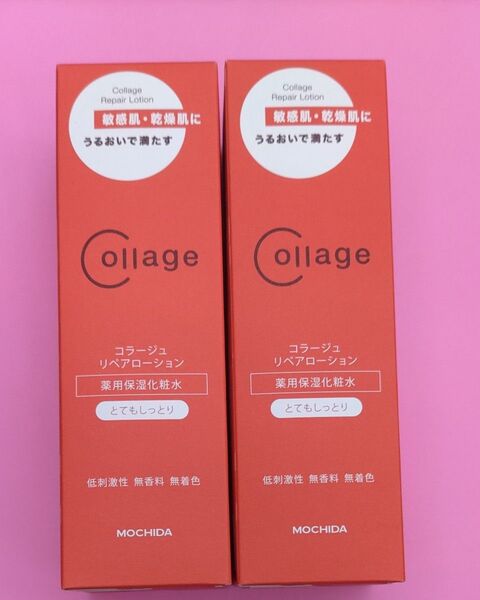 Collage
Repair Lotion
敏感肌・乾燥肌に
うるおいで満たす
Collage
コラージュ
リペアローション
薬用保湿化粧水
とてもしっとり
低刺激性 無香料 無着色
MOCHIDA
Collage
Repair Lotion
敏感肌・乾燥肌に
うるおいで満たす
Collage
コラージュ
リペアローション
薬用保湿化粧水
とてもしっとり
低刺激性 無香料 無着色
MOCHIDA